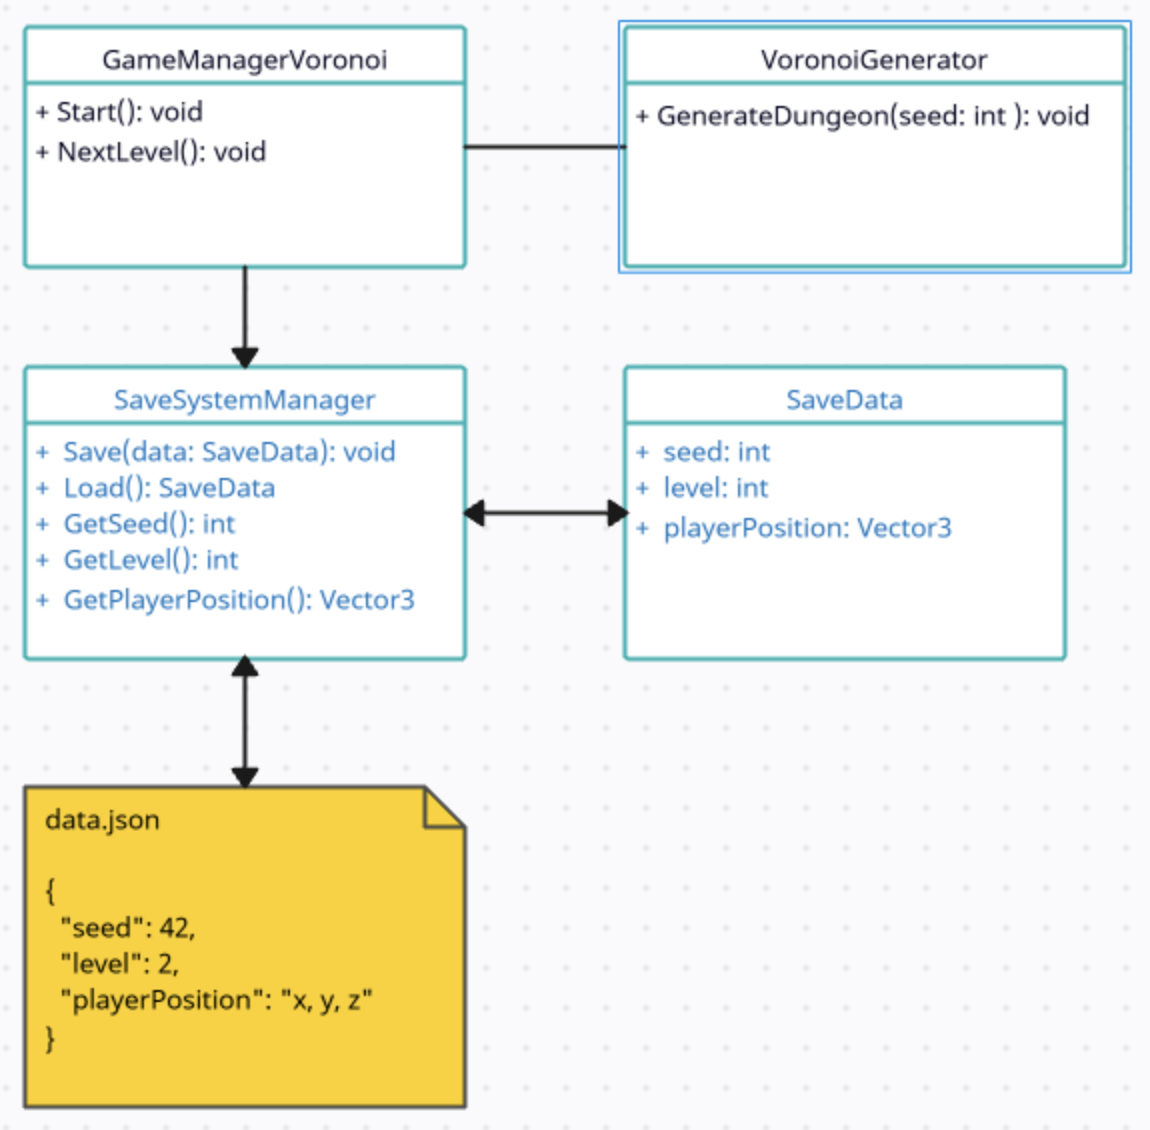 GameManagerVoronoi
+ Start(): void
+ NextLevel(): void
VoronoiGenerator
+ GenerateDungeon(seed: int ): void
SaveSystemManager
+ Save(data: SaveData): void
+ Load(): SaveData
+ GetSeed(): int
+ GetLevel(): int
+ GetPlayerPosition(): Vector3
SaveData
+ seed: int
+ level: int
+ playerPosition: Vector3
data.json
{
"seed": 42,
"level": 2,
"playerPosition": "x, y, z"
}